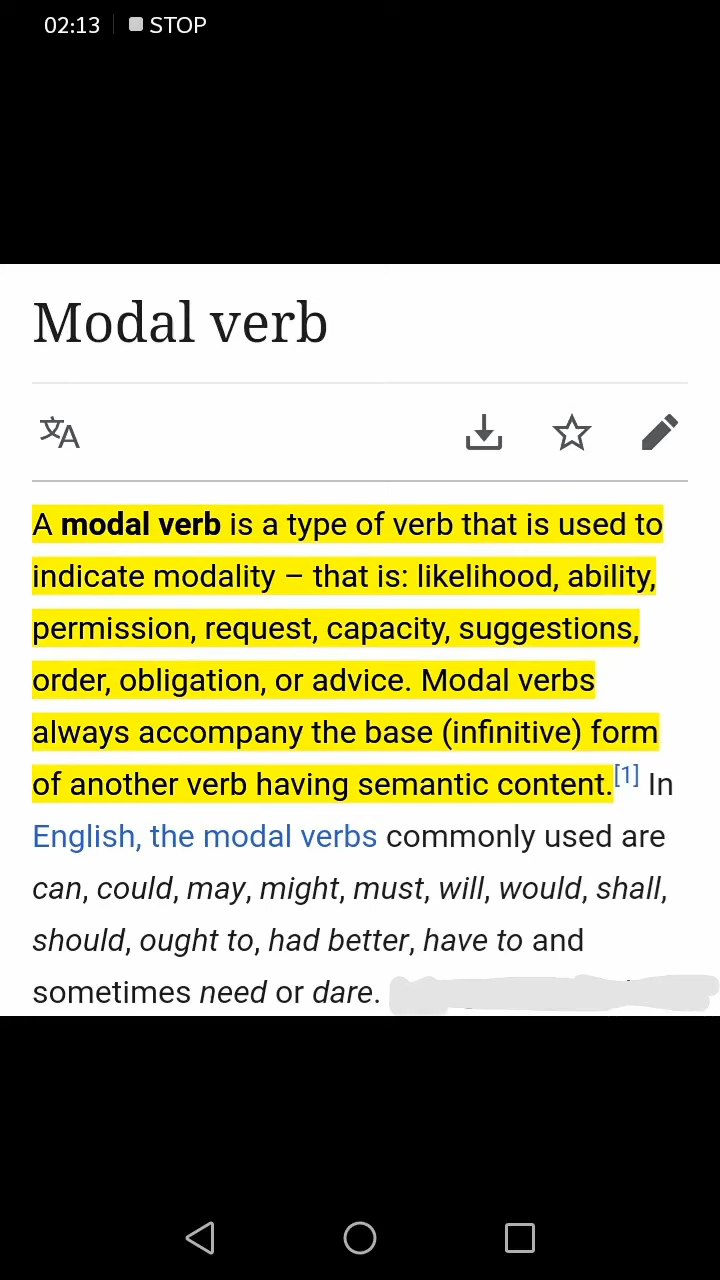 02:13 STOP
Modal verb
文A
A modal verb is a type of verb that is used to
indicate modality – that is: likelihood, ability,
permission, request, capacity, suggestions,
order, obligation, or advice. Modal verbs
always accompany the base (infinitive) form
of another verb having semantic content.[1] In
English, the modal verbs commonly used are
can, could, may, might, must, will, would, shall,
should, ought to, had better, have to and
sometimes need or dare.